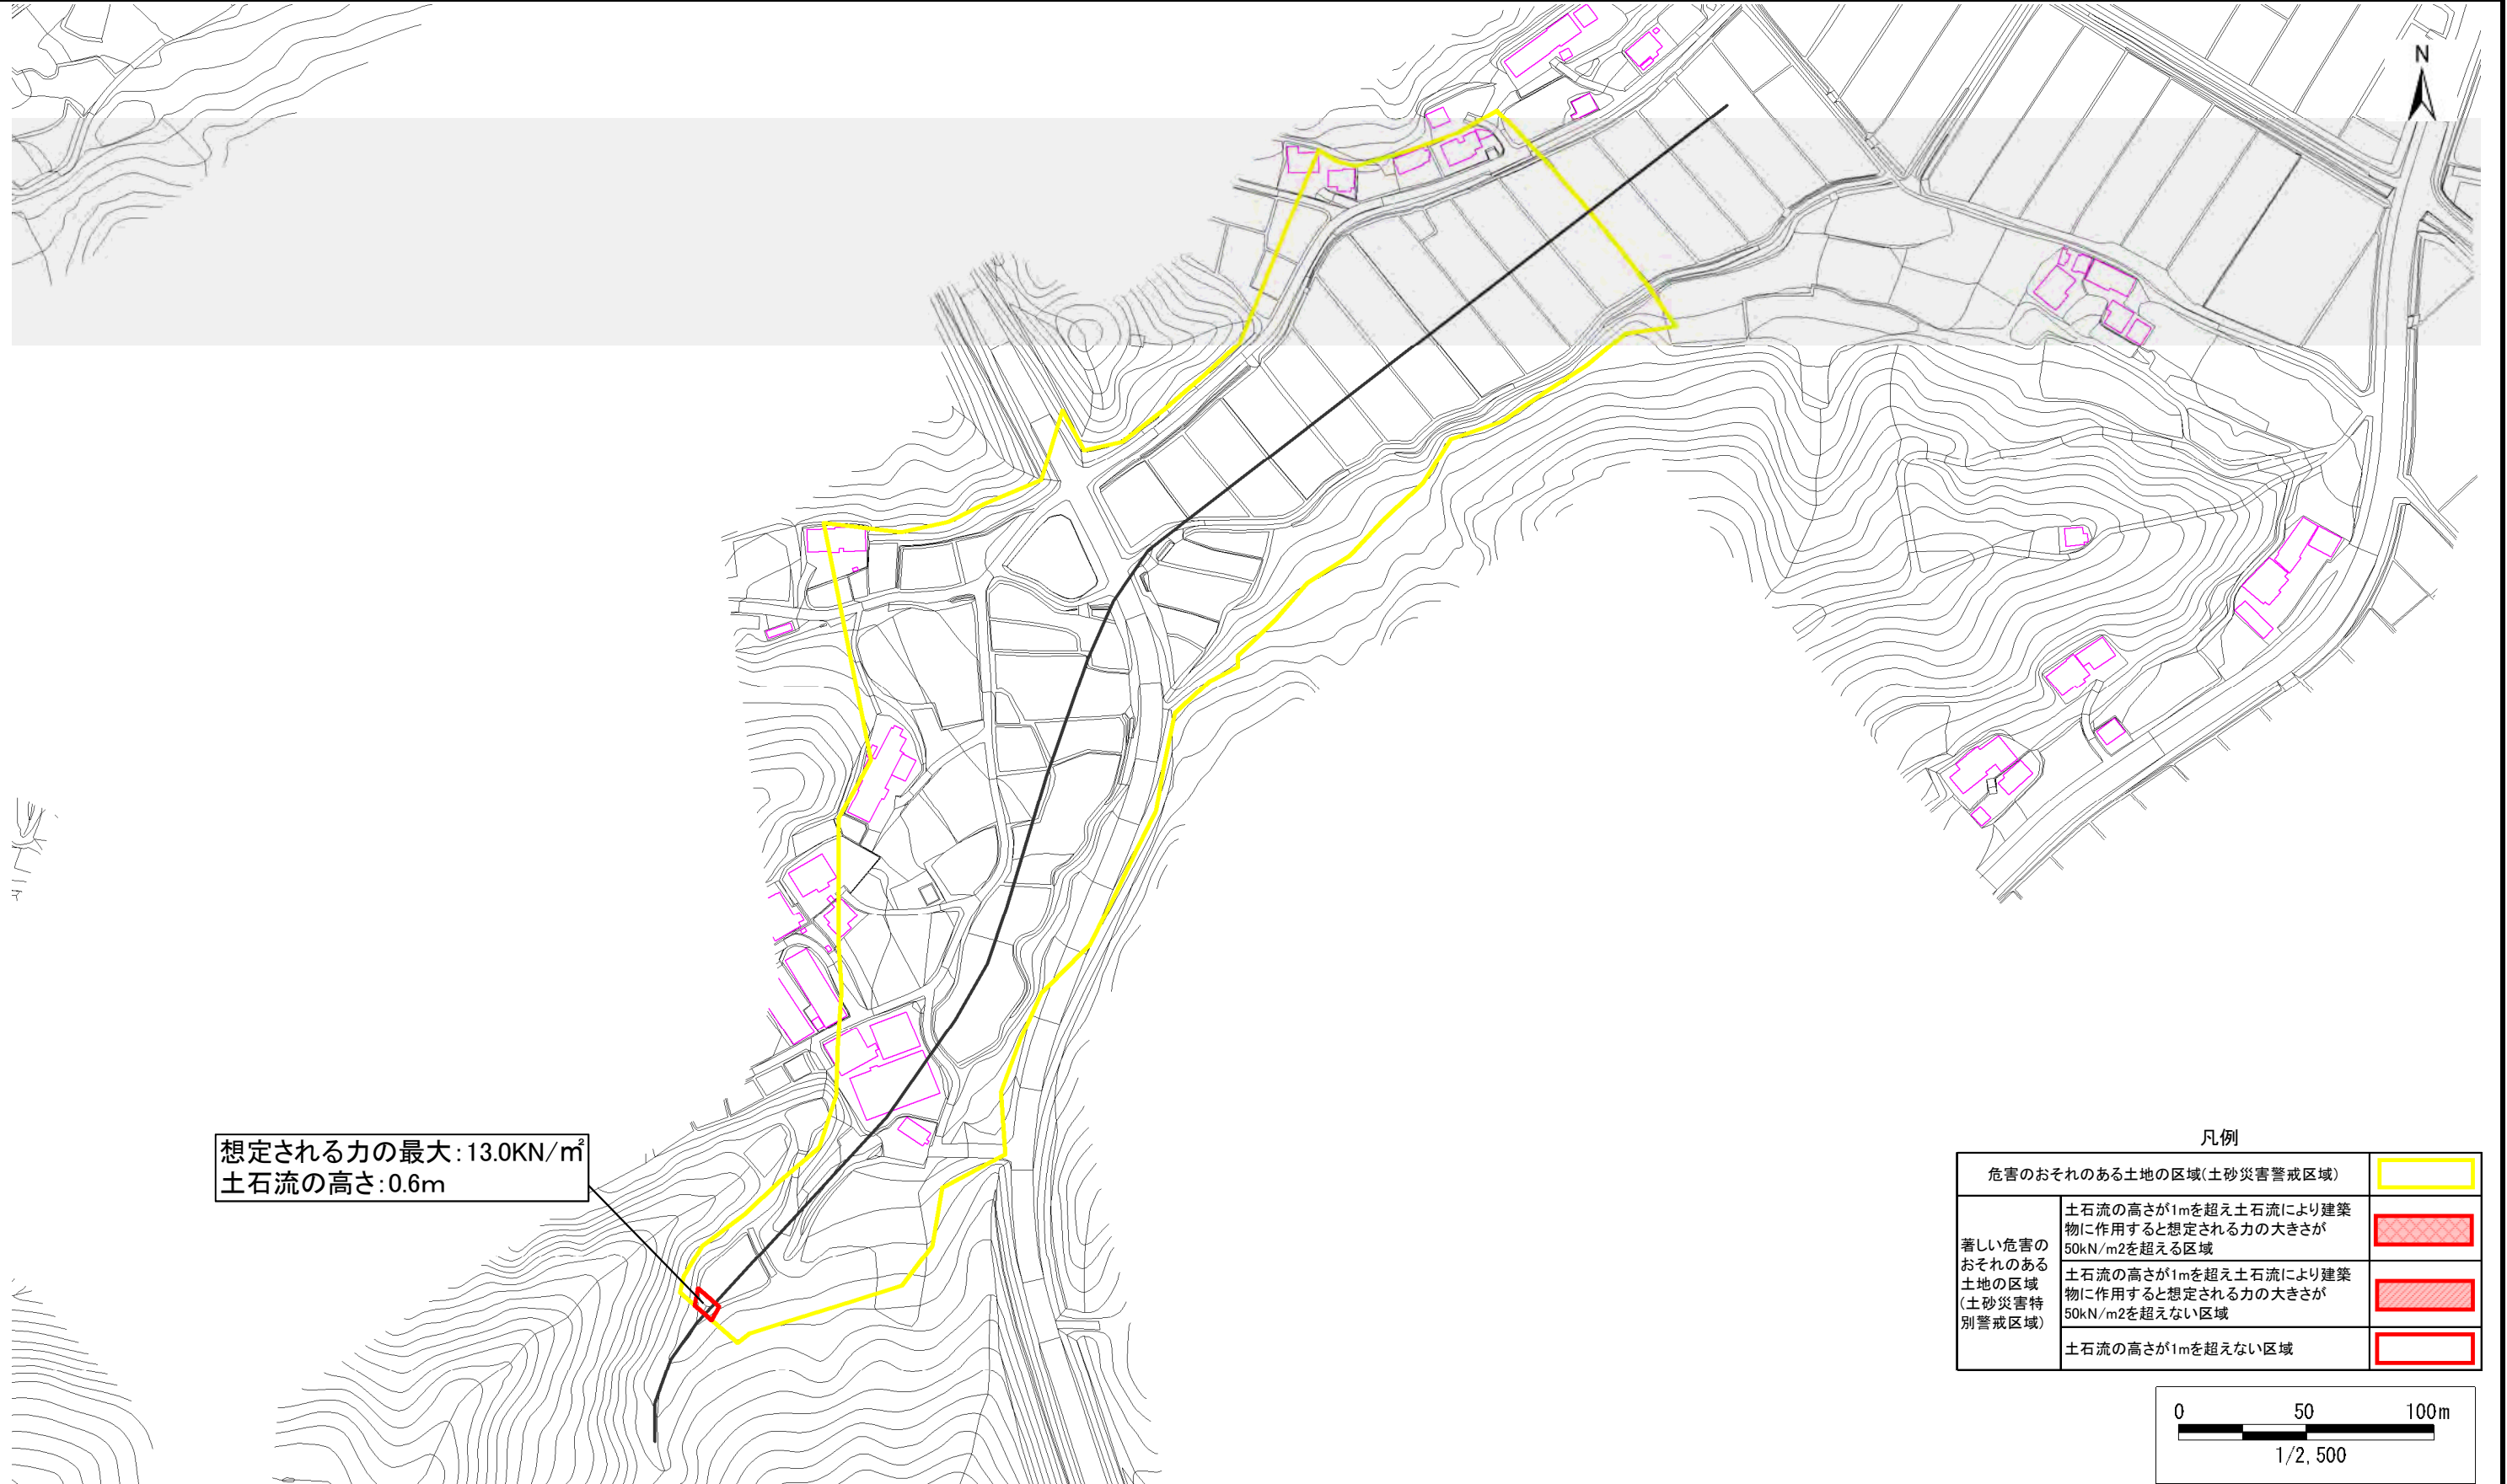 N
想定される力の最大:13.0KN/㎡
土石流の高さ:0.6m
凡例
危害のおそれのある土地の区域(土砂災害警戒区域)
著しい危害の
おそれのある
土地の区域
(土砂災害特
別警戒区域)
土石流の高さが1mを超え土石流により建築
物に作用すると想定される力の大きさが
50kN/m2を超える区域
土石流の高さが1mを超え土石流により建築
物に作用すると想定される力の大きさが
50kN/m2を超えない区域
土石流の高さが1mを超えない区域
0 50 100m
1/2,500